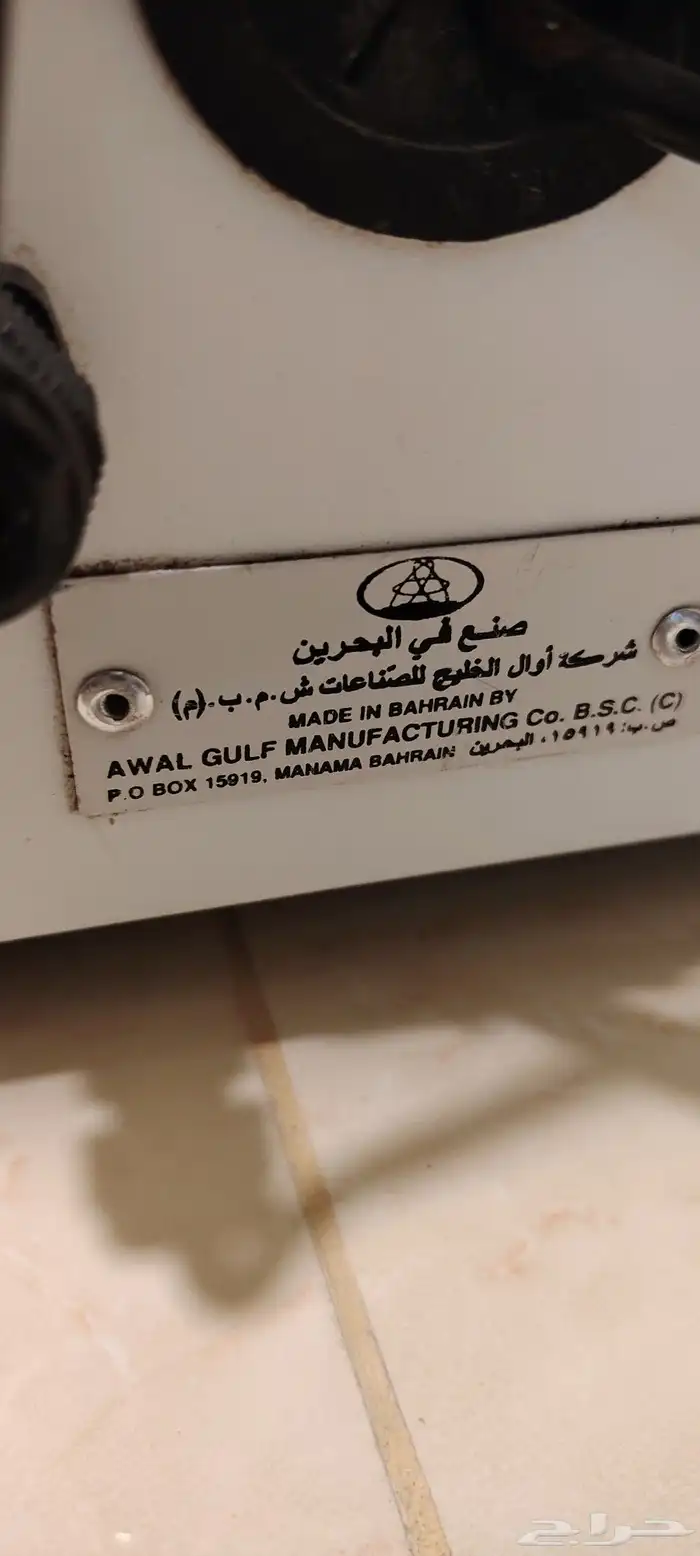 صنع في البحرين
شركة أوال الخليج للصناعات ش.م.ب.(م)
MADE IN BAHRAIN BY
AWAL GULF MANUFACTURING Co. B.S.C. (C)
P.O BOX 15919, MANAMA BAHRAIN ص.ب: ١٥٩١٩، البحرين
حراج